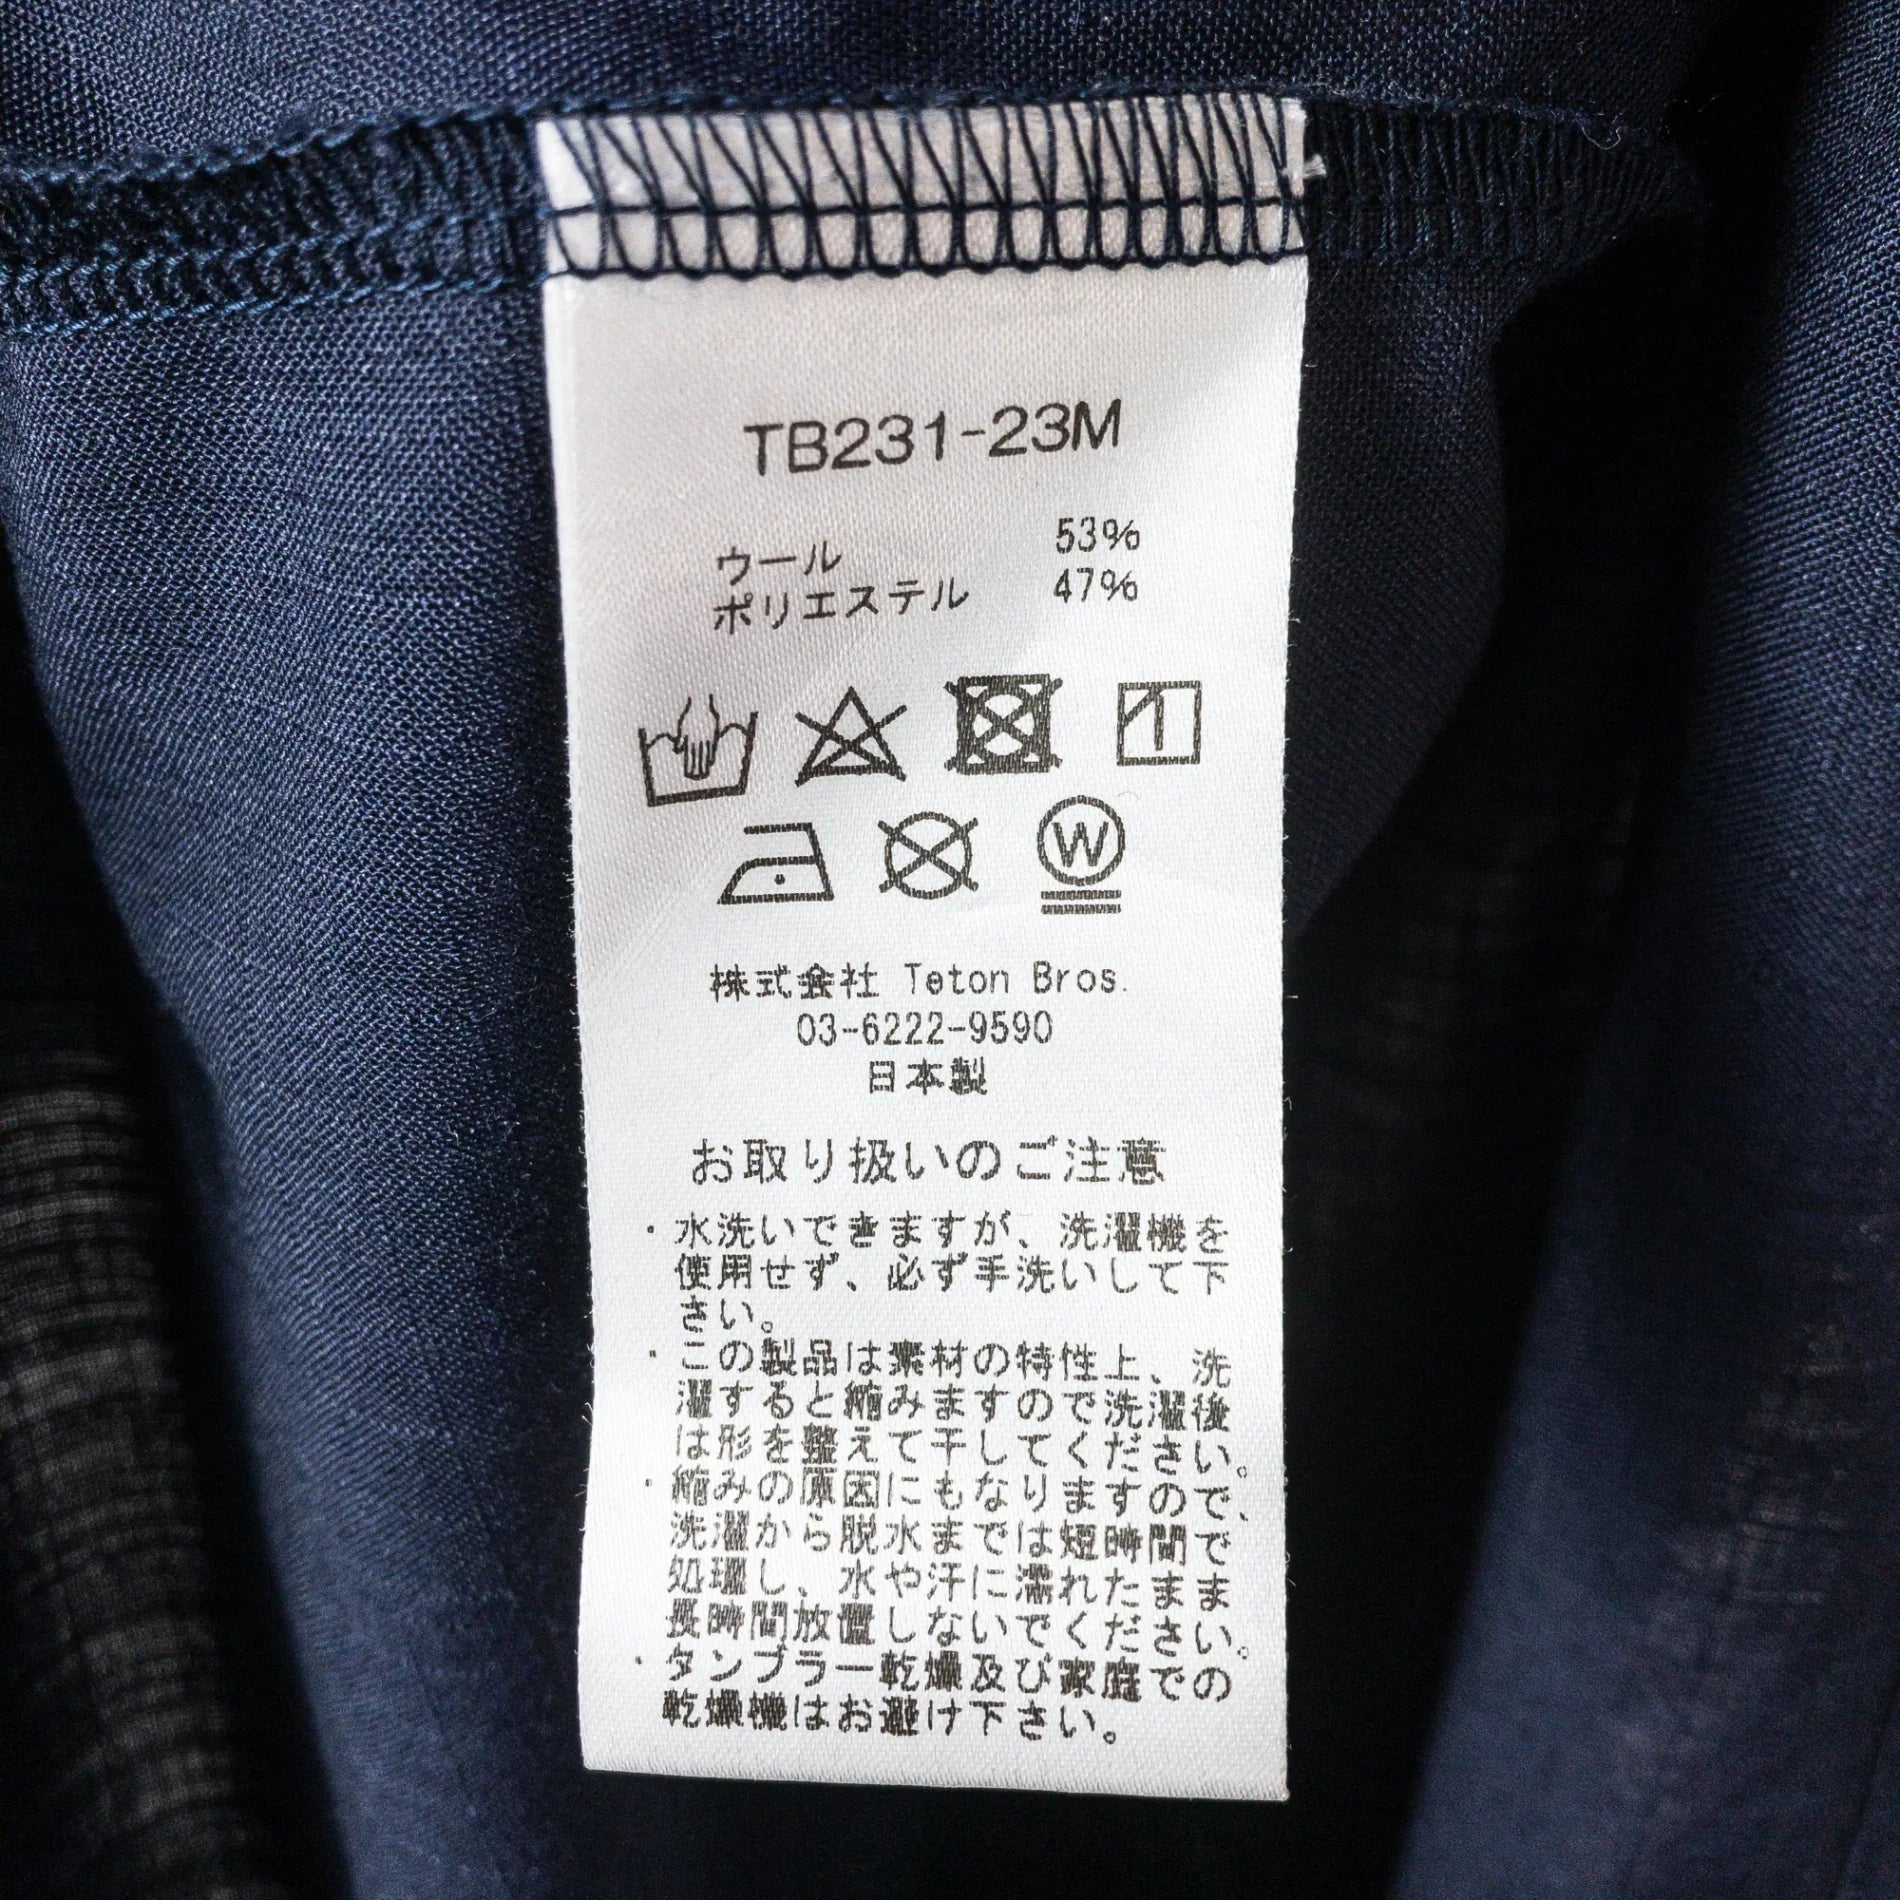 TB231-23M
ウール 53%
ポリエステル 47%
W
株式会社 Teton Bros.
03-6222-9590
日本製
お取り扱いのご注意
・水洗いできますが、洗濯機を
使用せず、必ず手洗いして下
さい。
・この製品は素材の特性上、洗
濯すると縮みますので洗濯後
は形を整えて干してください。
・縮みの原因にもなりますので、
洗濯から脱水までは短時間で
処理し、水や汗に濡れたまま
長時間放置しないでください。
・タンブラー乾燥及び家庭での
乾燥機はお避け下さい。